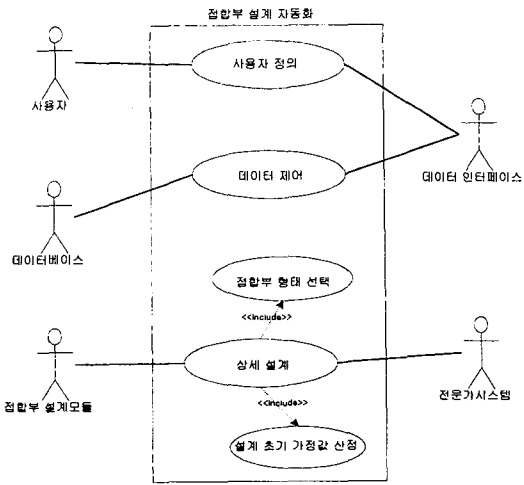 접합부 설계 자동화
사용자 정의
사용자
데이터 제어
데이터 인터페이스
데이터베이스
접합부 형태 선택
<<include>>
상세 설계
접합부 설계모듈
전문가시스템
<<include>>
설계 초기 가정값 산정